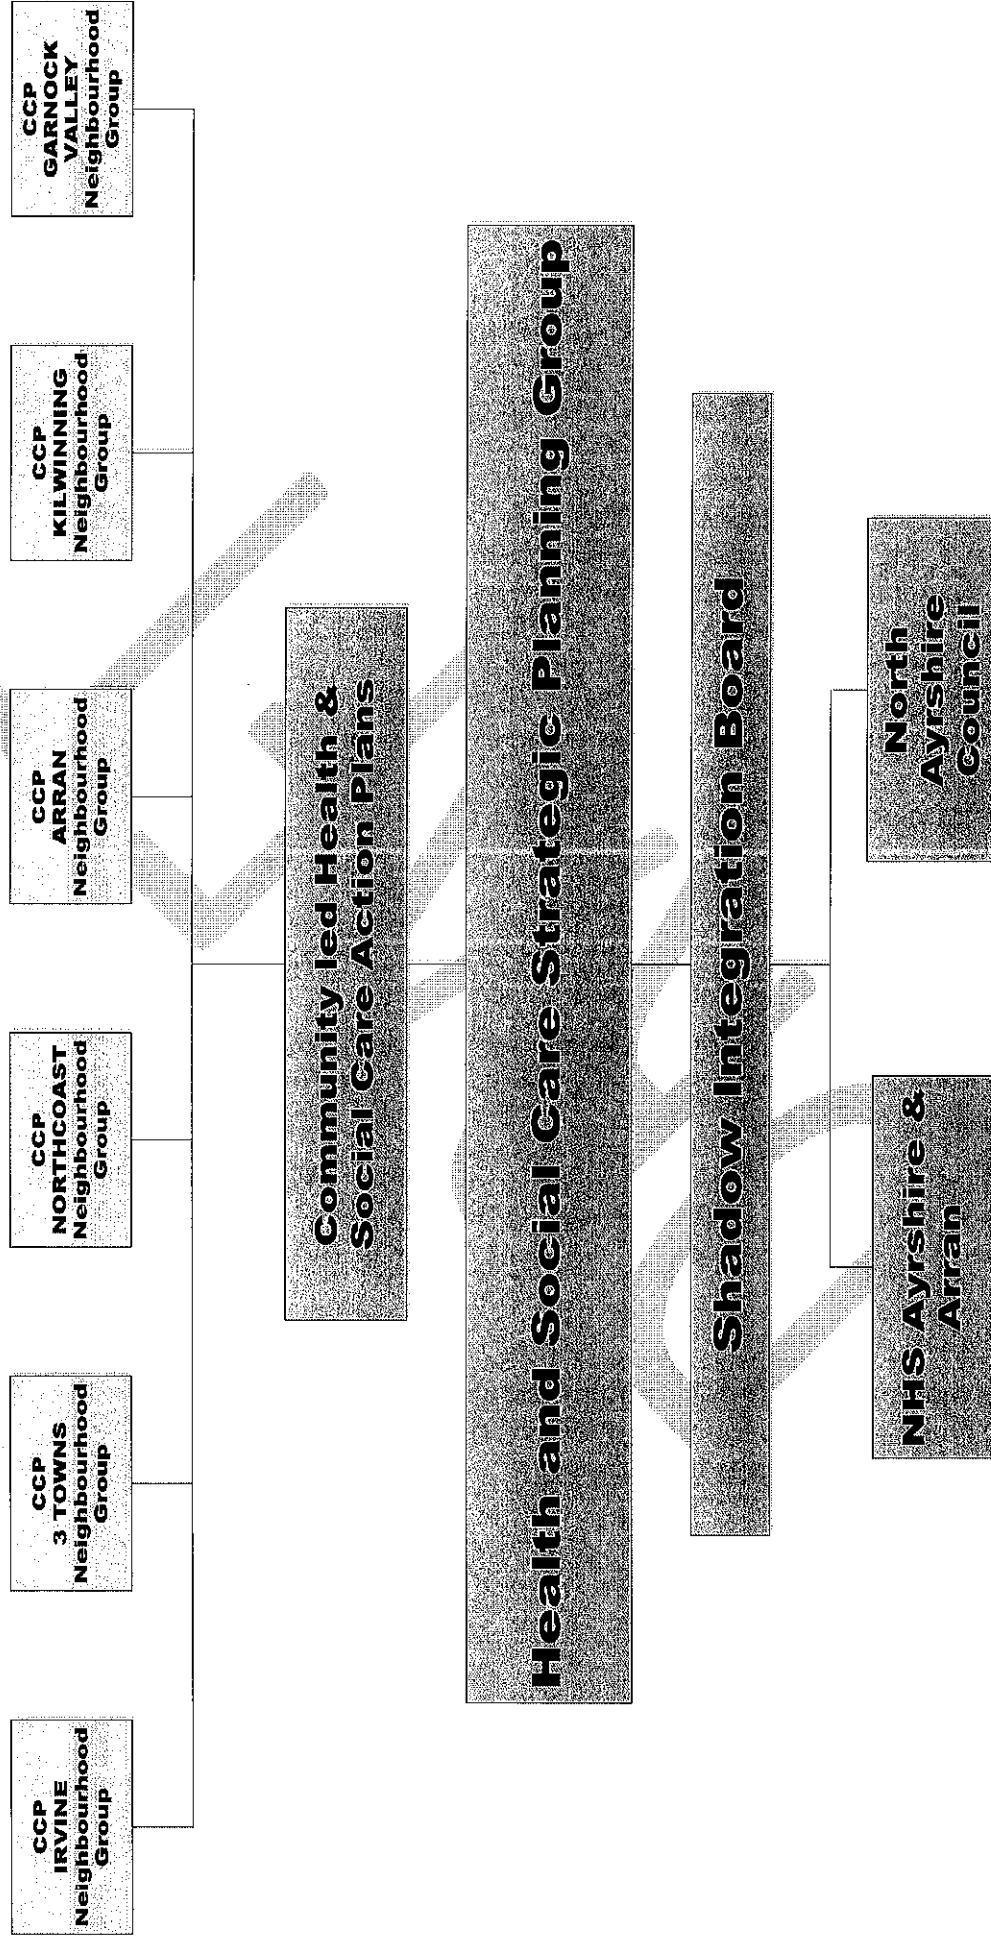 CCP
IRVINE
Neighbourhood
Group
CCP
3 TOWNS
Neighbourhood
Group
CCP
NORTHCOAST
Neighbourhood
Group
CCP
ARRAN
Neighbourhood
Group
CCP
KILWINNING
Neighbourhood
Group
CCP
GARNOCK
VALLEY
Neighbourhood
Group
Community led Health &
Social Care Action Plans
Health and Social Care Strategic Planning Group
Shadow Integration Board
NHS Ayrshire &
Arran
North
Ayrshire
Council